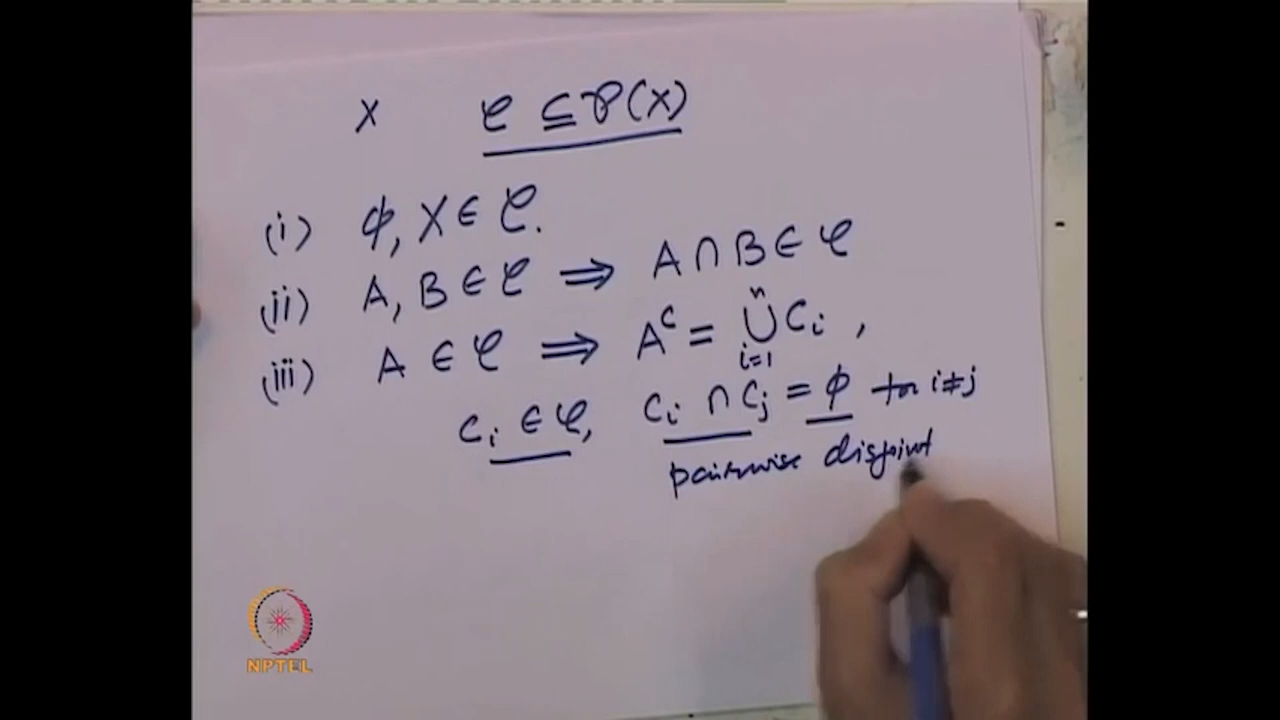 X 𝒞 ⊆ 𝒫(X)
(i) φ, X ∈ 𝒞.
(ii) A, B ∈ 𝒞 ⟹ A ∩ B ∈ 𝒞
(iii) A ∈ 𝒞 ⟹ A^c = ⋃_{i=1}^{n} C_i ,
C_i ∈ 𝒞, C_i ∩ C_j = φ for i≠j
pairwise disjoint
NPTEL